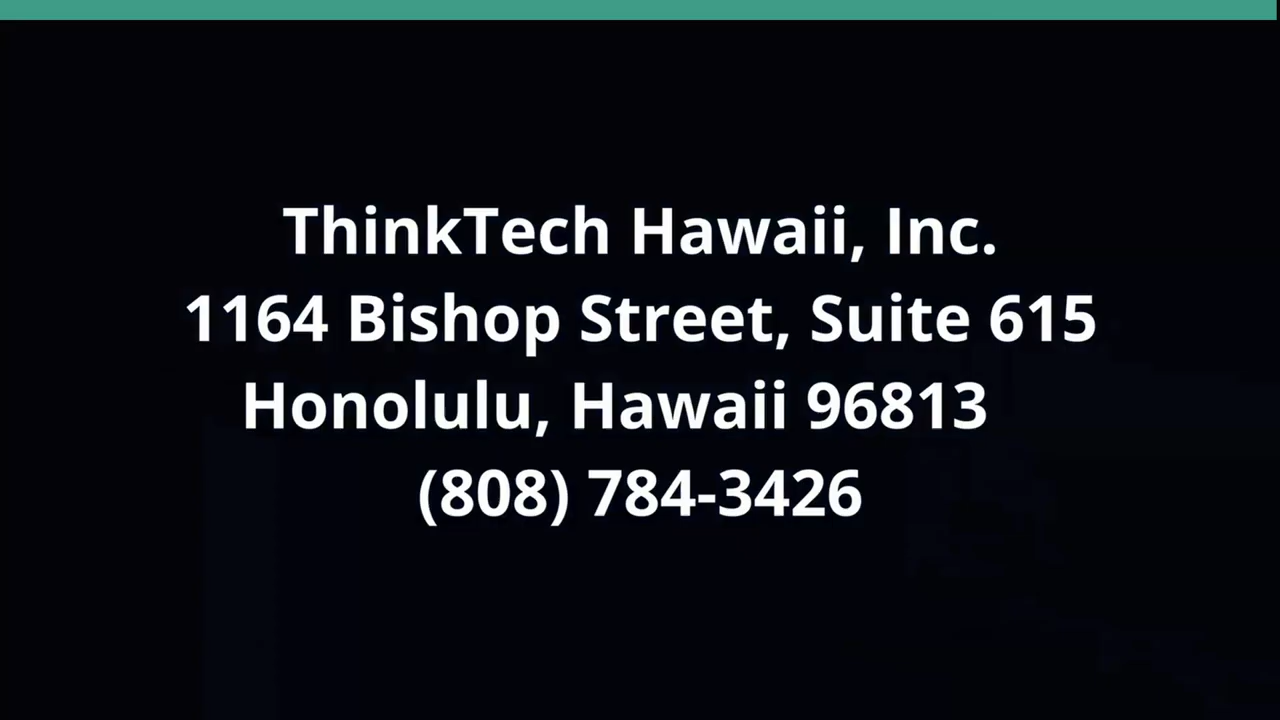 ThinkTech Hawaii, Inc.
1164 Bishop Street, Suite 615
Honolulu, Hawaii 96813
(808) 784-3426